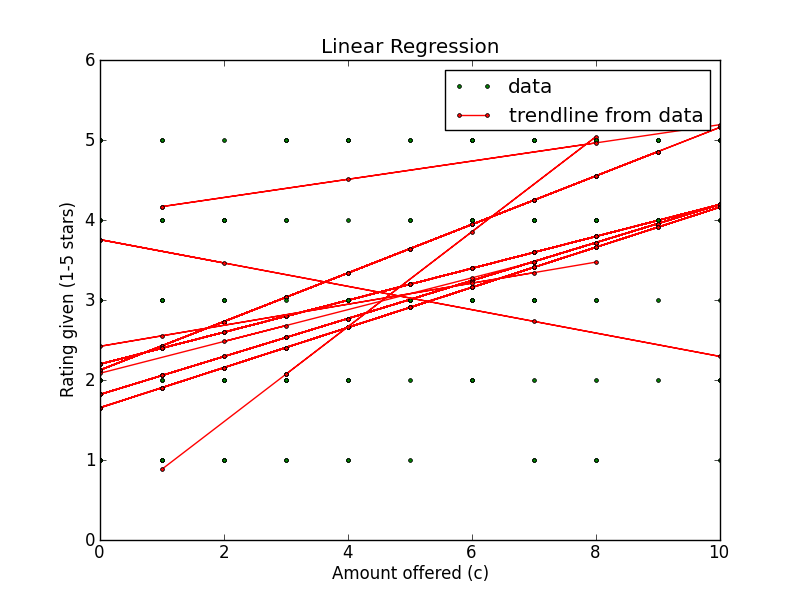 Linear Regression
data
trendline from data
Rating given (1-5 stars)
6
5
4
3
2
1
0
0 2 4 6 8 10
Amount offered (c)